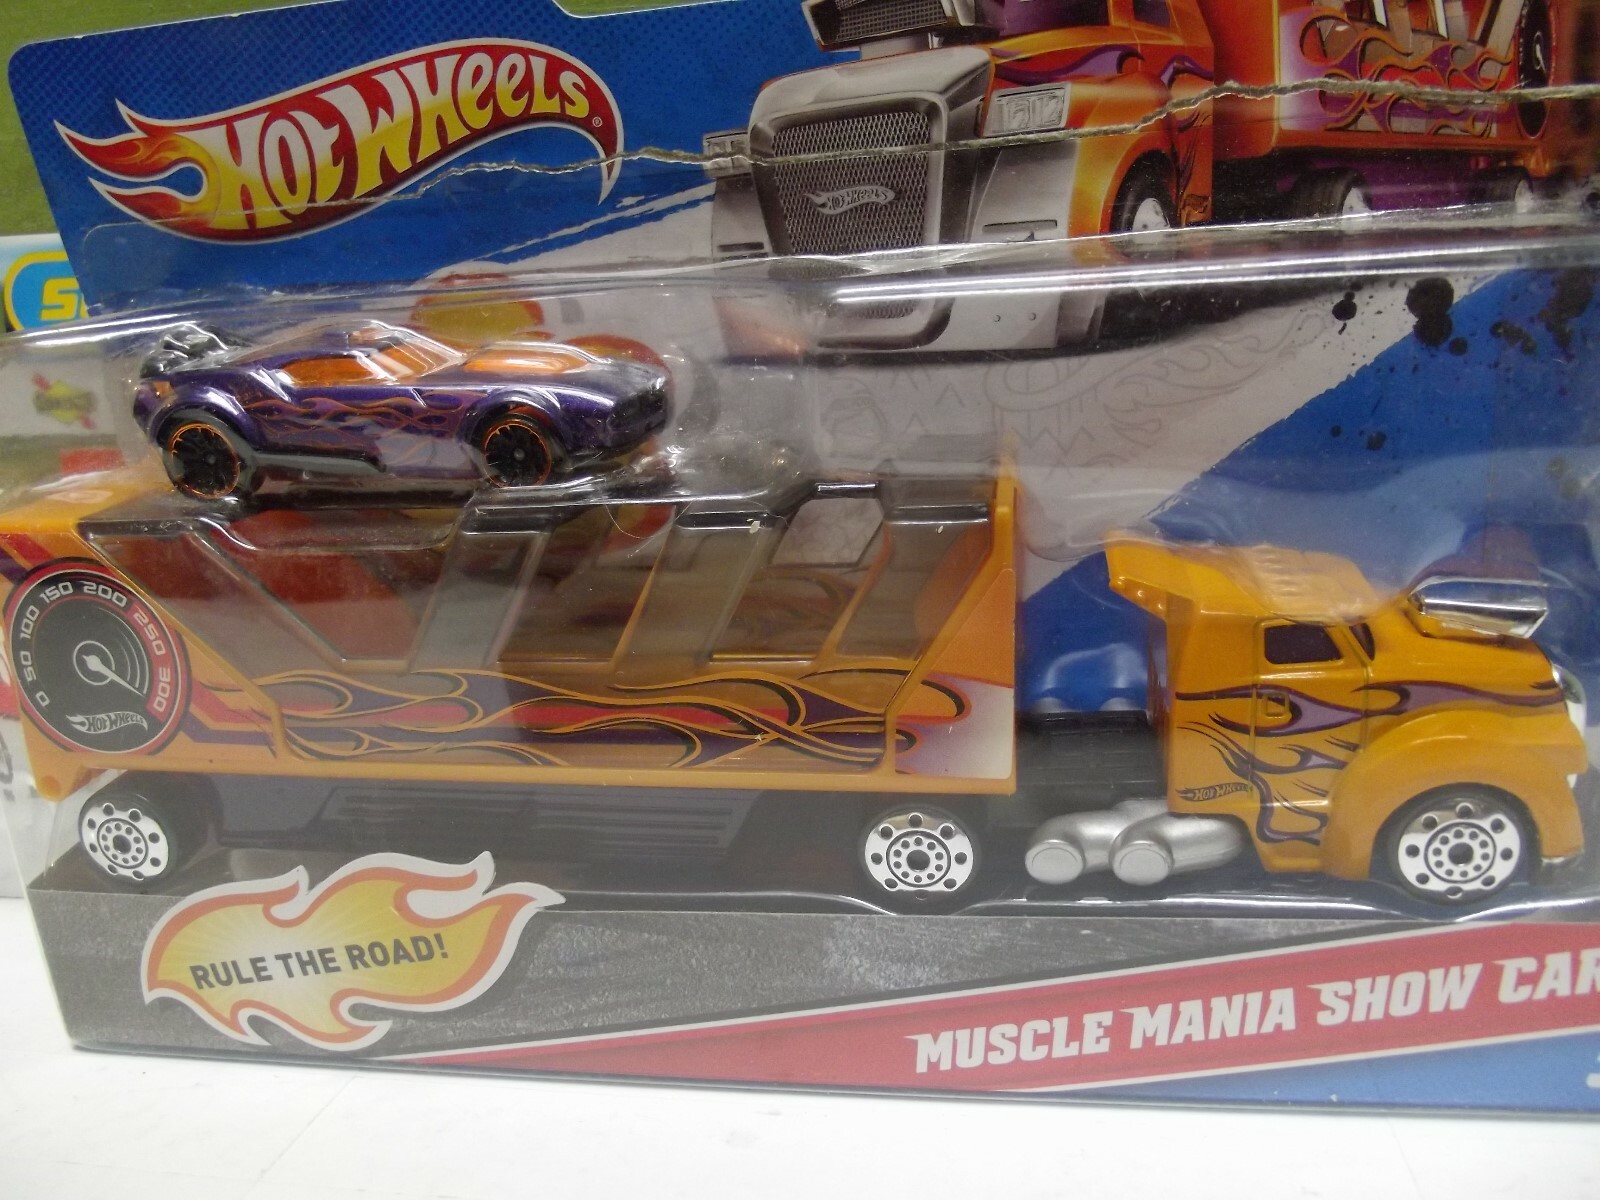 HOT WHEELS®
HOT WHEELS
0 50 100 150 200 250 300
HOT WHEELS
HOT WHEELS
RULE THE ROAD!
MUSCLE MANIA SHOW CAR